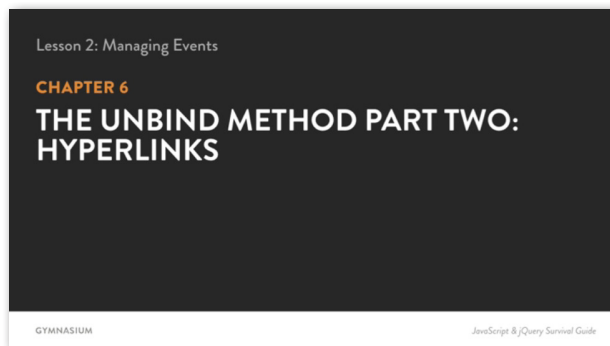 Lesson 2: Managing Events
CHAPTER 6
THE UNBIND METHOD PART TWO:
HYPERLINKS
GYMNASIUM
JavaScript & jQuery Survival Guide